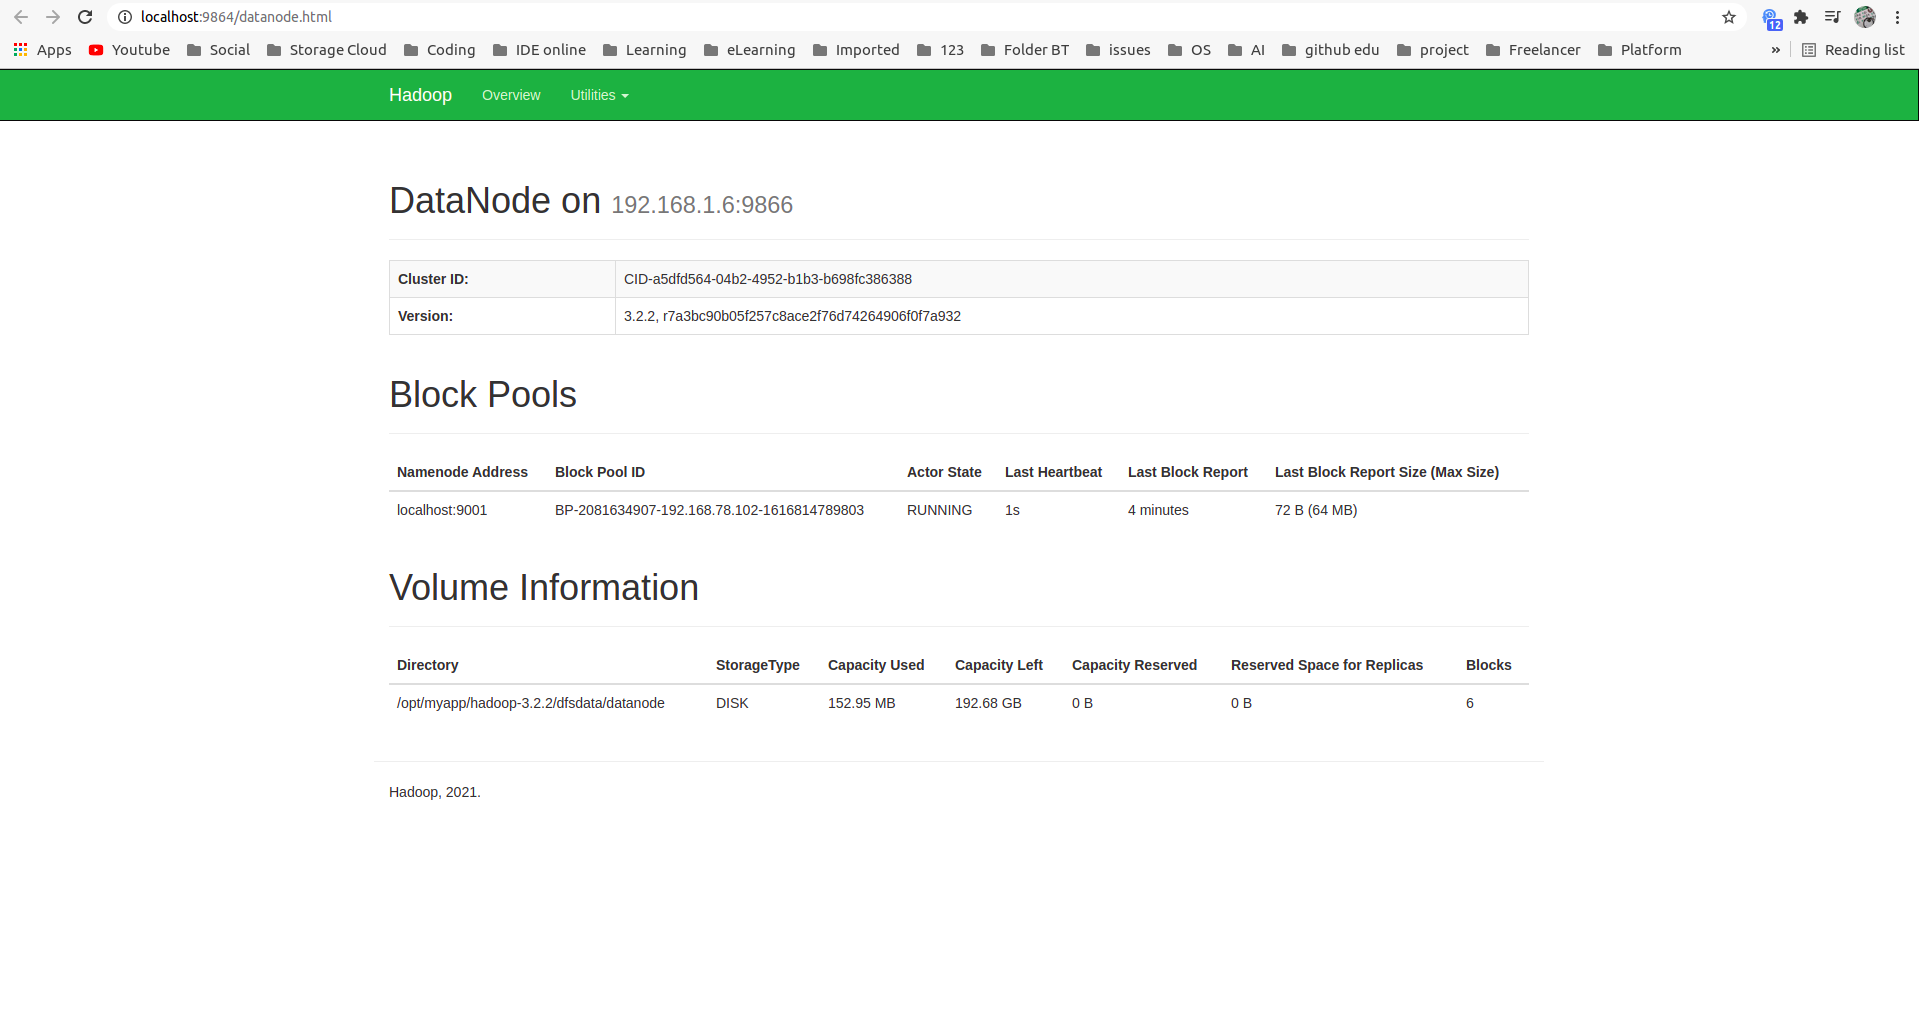 localhost:9864/datanode.html
12
Apps Youtube Social Storage Cloud Coding IDE online Learning eLearning Imported 123 Folder BT issues OS AI github edu project Freelancer Platform » Reading list
Hadoop Overview Utilities
DataNode on 192.168.1.6:9866
Cluster ID: CID-a5dfd564-04b2-4952-b1b3-b698fc386388
Version: 3.2.2, r7a3bc90b05f257c8ace2f76d74264906f0f7a932
Block Pools
Namenode Address Block Pool ID Actor State Last Heartbeat Last Block Report Last Block Report Size (Max Size)
localhost:9001 BP-2081634907-192.168.78.102-1616814789803 RUNNING 1s 4 minutes 72 B (64 MB)
Volume Information
Directory StorageType Capacity Used Capacity Left Capacity Reserved Reserved Space for Replicas Blocks
/opt/myapp/hadoop-3.2.2/dfsdata/datanode DISK 152.95 MB 192.68 GB 0 B 0 B 6
Hadoop, 2021.